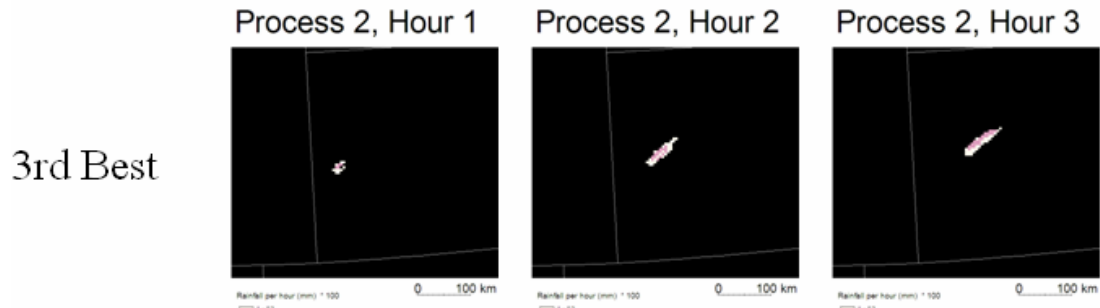 Process 2, Hour 1
Process 2, Hour 2
Process 2, Hour 3
3rd Best
Rainfall per hour (mm) * 100
0 100 km
Rainfall per hour (mm) * 100
0 100 km
Rainfall per hour (mm) * 100
0 100 km